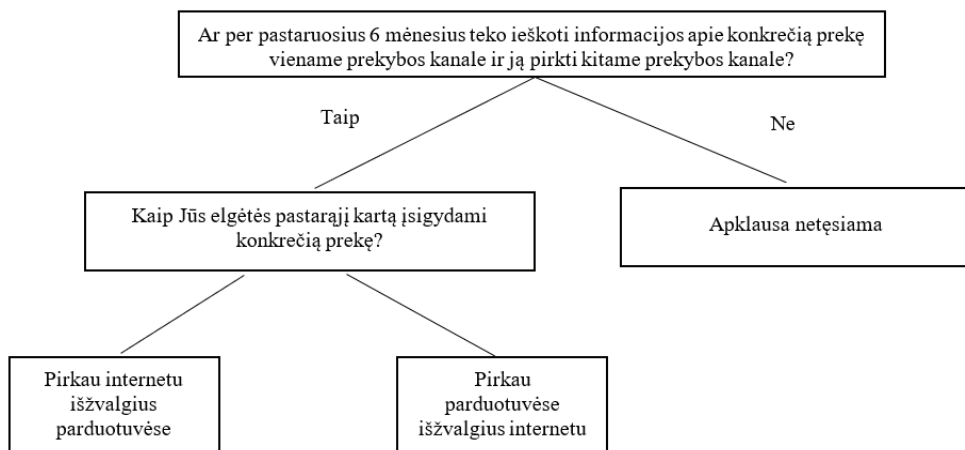 Ar per pastaruosius 6 mėnesius teko ieškoti informacijos apie konkrečią prekę
viename prekybos kanale ir ją pirkti kitame prekybos kanale?
Taip
Ne
Kaip Jūs elgėtės pastarąjį kartą įsigydami
konkrečią prekę?
Apklausa netęsiama
Pirkau internetu
išžvalgius
parduotuvėse
Pirkau
parduotuvėse
išžvalgius internetu